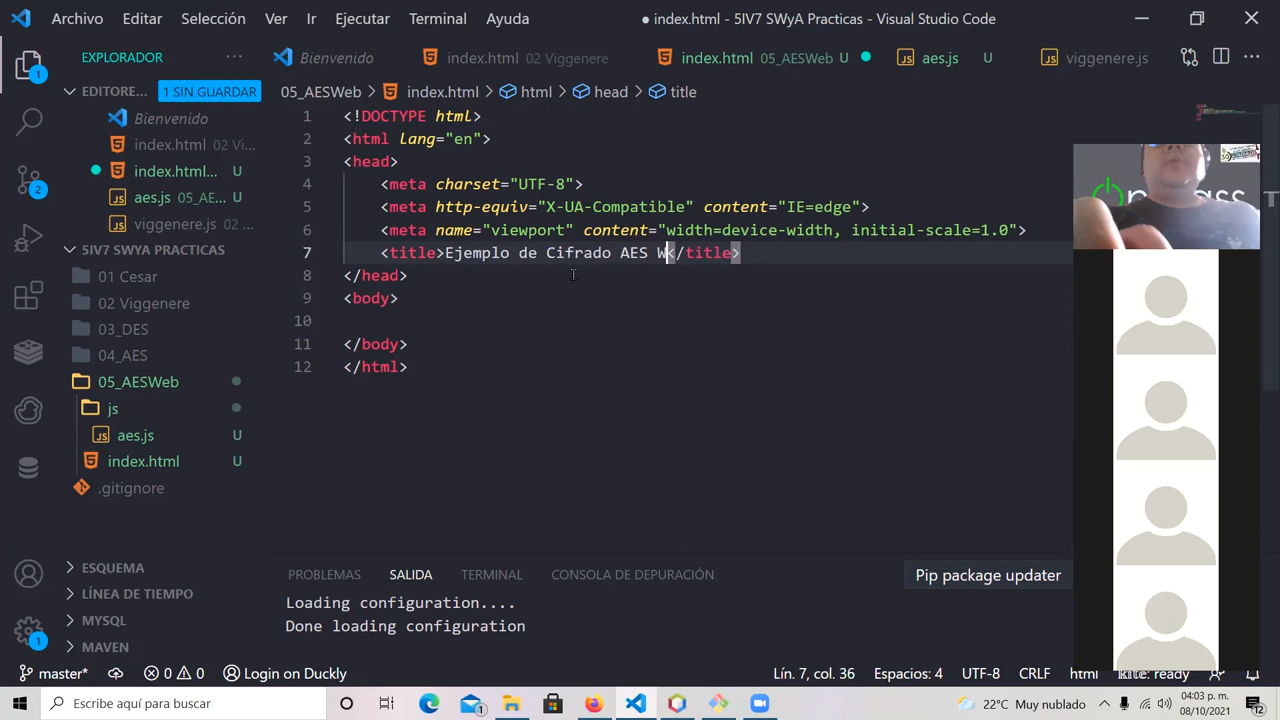 Archivo Editar Selección Ver Ir Ejecutar Terminal Ayuda ● index.html - 5IV7 SWyA Practicas - Visual Studio Code
EXPLORADOR ··· Bienvenido index.html 02 Viggenere index.html 05_AESWeb U ● aes.js U viggenere.js ···
EDITORE... 1 SIN GUARDAR
Bienvenido
index.html 02 Vi...
index.html... U
aes.js 05_AE... U
viggenere.js ...
5IV7 SWYA PRACTICAS
01 Cesar
02 Viggenere
03_DES
04_AES
05_AESWeb
js
aes.js U
index.html U
.gitignore
ESQUEMA
LÍNEA DE TIEMPO
MYSQL
MAVEN
1
2
1
05_AESWeb > index.html > html > head > title
1 <!DOCTYPE html>
2 <html lang="en">
3 <head>
4 <meta charset="UTF-8">
5 <meta http-equiv="X-UA-Compatible" content="IE=edge">
6 <meta name="viewport" content="width=device-width, initial-scale=1.0">
7 <title>Ejemplo de Cifrado AES W</title>
8 </head>
9 <body>
10
11 </body>
12 </html>
PROBLEMAS SALIDA TERMINAL CONSOLA DE DEPURACIÓN Pip package updater
Loading configuration....
Done loading configuration
master* 0 0 Login on Duckly Lín. 7, col. 36 Espacios: 4 UTF-8 CRLF html kite: ready
Escribe aquí para buscar 1 22°C Muy nublado 04:03 p. m.
08/10/2021 12